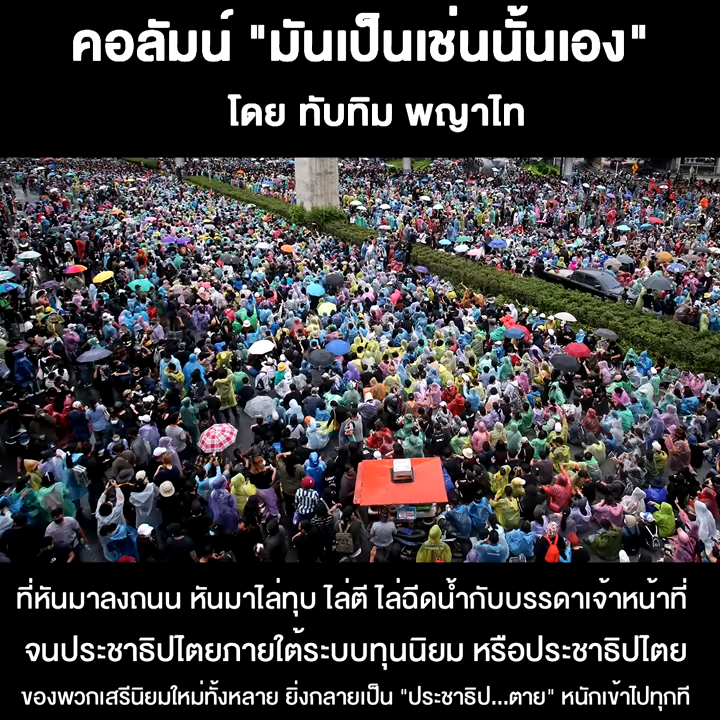 คอลัมน์ "มันเป็นเช่นนั้นเอง"
โดย ทับทิม พญาไท
ที่หันมาลงถนน หันมาไล่ทุบ ไล่ตี ไล่ฉีดน้ำกับบรรดาเจ้าหน้าที่
จนประชาธิปไตยภายใต้ระบบทุนนิยม หรือประชาธิปไตย
ของพวกเสรีนิยมใหม่ทั้งหลาย ยิ่งกลายเป็น "ประชาธิป...ตาย" หนักเข้าไปทุกที